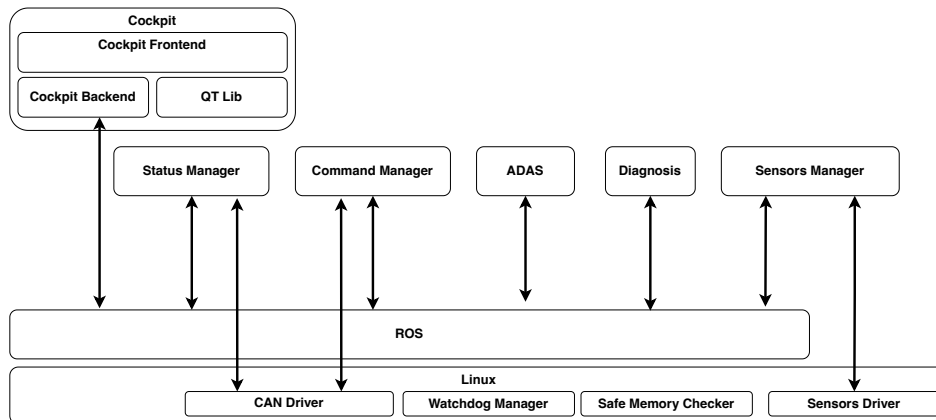 Cockpit
Cockpit Frontend
Cockpit Backend
QT Lib
Status Manager
Command Manager
ADAS
Diagnosis
Sensors Manager
ROS
Linux
CAN Driver
Watchdog Manager
Safe Memory Checker
Sensors Driver